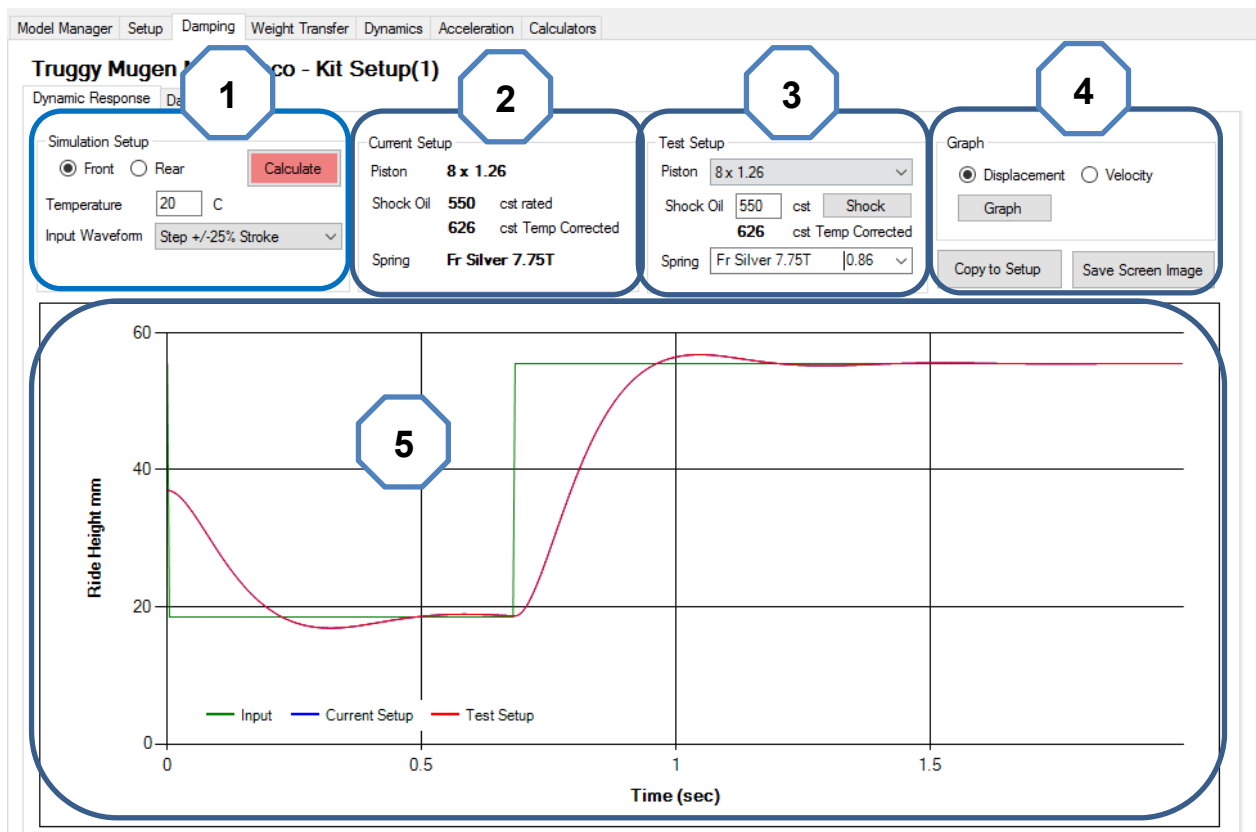 Model Manager Setup Damping Weight Transfer Dynamics Acceleration Calculators
Truggy Mugen co - Kit Setup(1)
Dynamic Response
1
2
3
4
Simulation Setup
Front Rear Calculate
Temperature 20 C
Input Waveform Step +/-25% Stroke
Current Setup
Piston 8 x 1.26
Shock Oil 550 cst rated
626 cst Temp Corrected
Spring Fr Silver 7.75T
Test Setup
Piston 8 x 1.26
Shock Oil 550 cst Shock
626 cst Temp Corrected
Spring Fr Silver 7.75T 0.86
Graph
Displacement Velocity
Graph
Copy to Setup Save Screen Image
60
40
20
0
Ride Height mm
5
Input Current Setup Test Setup
0 0.5 1 1.5
Time (sec)